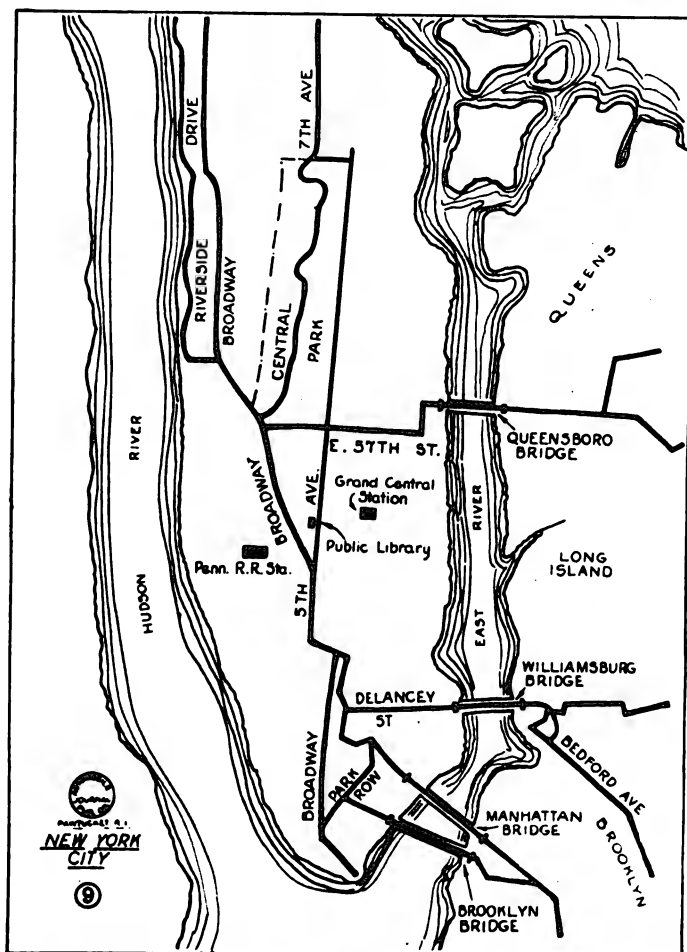 DRIVE
7TH AVE
RIVERSIDE
BROADWAY
CENTRAL
PARK
QUEENS
RIVER
HUDSON
E. 57TH ST.
QUEENSBORO
BRIDGE
BROADWAY
AVE.
5TH
Grand Central
Station
Public Library
Penn. R.R. Sta.
RIVER
EAST
LONG
ISLAND
WILLIAMSBURG
BRIDGE
DELANCEY
ST
BROADWAY
PARK
ROW
BEDFORD AVE
BROOKLYN
MANHATTAN
BRIDGE
BROOKLYN
BRIDGE
NEW YORK
CITY
9